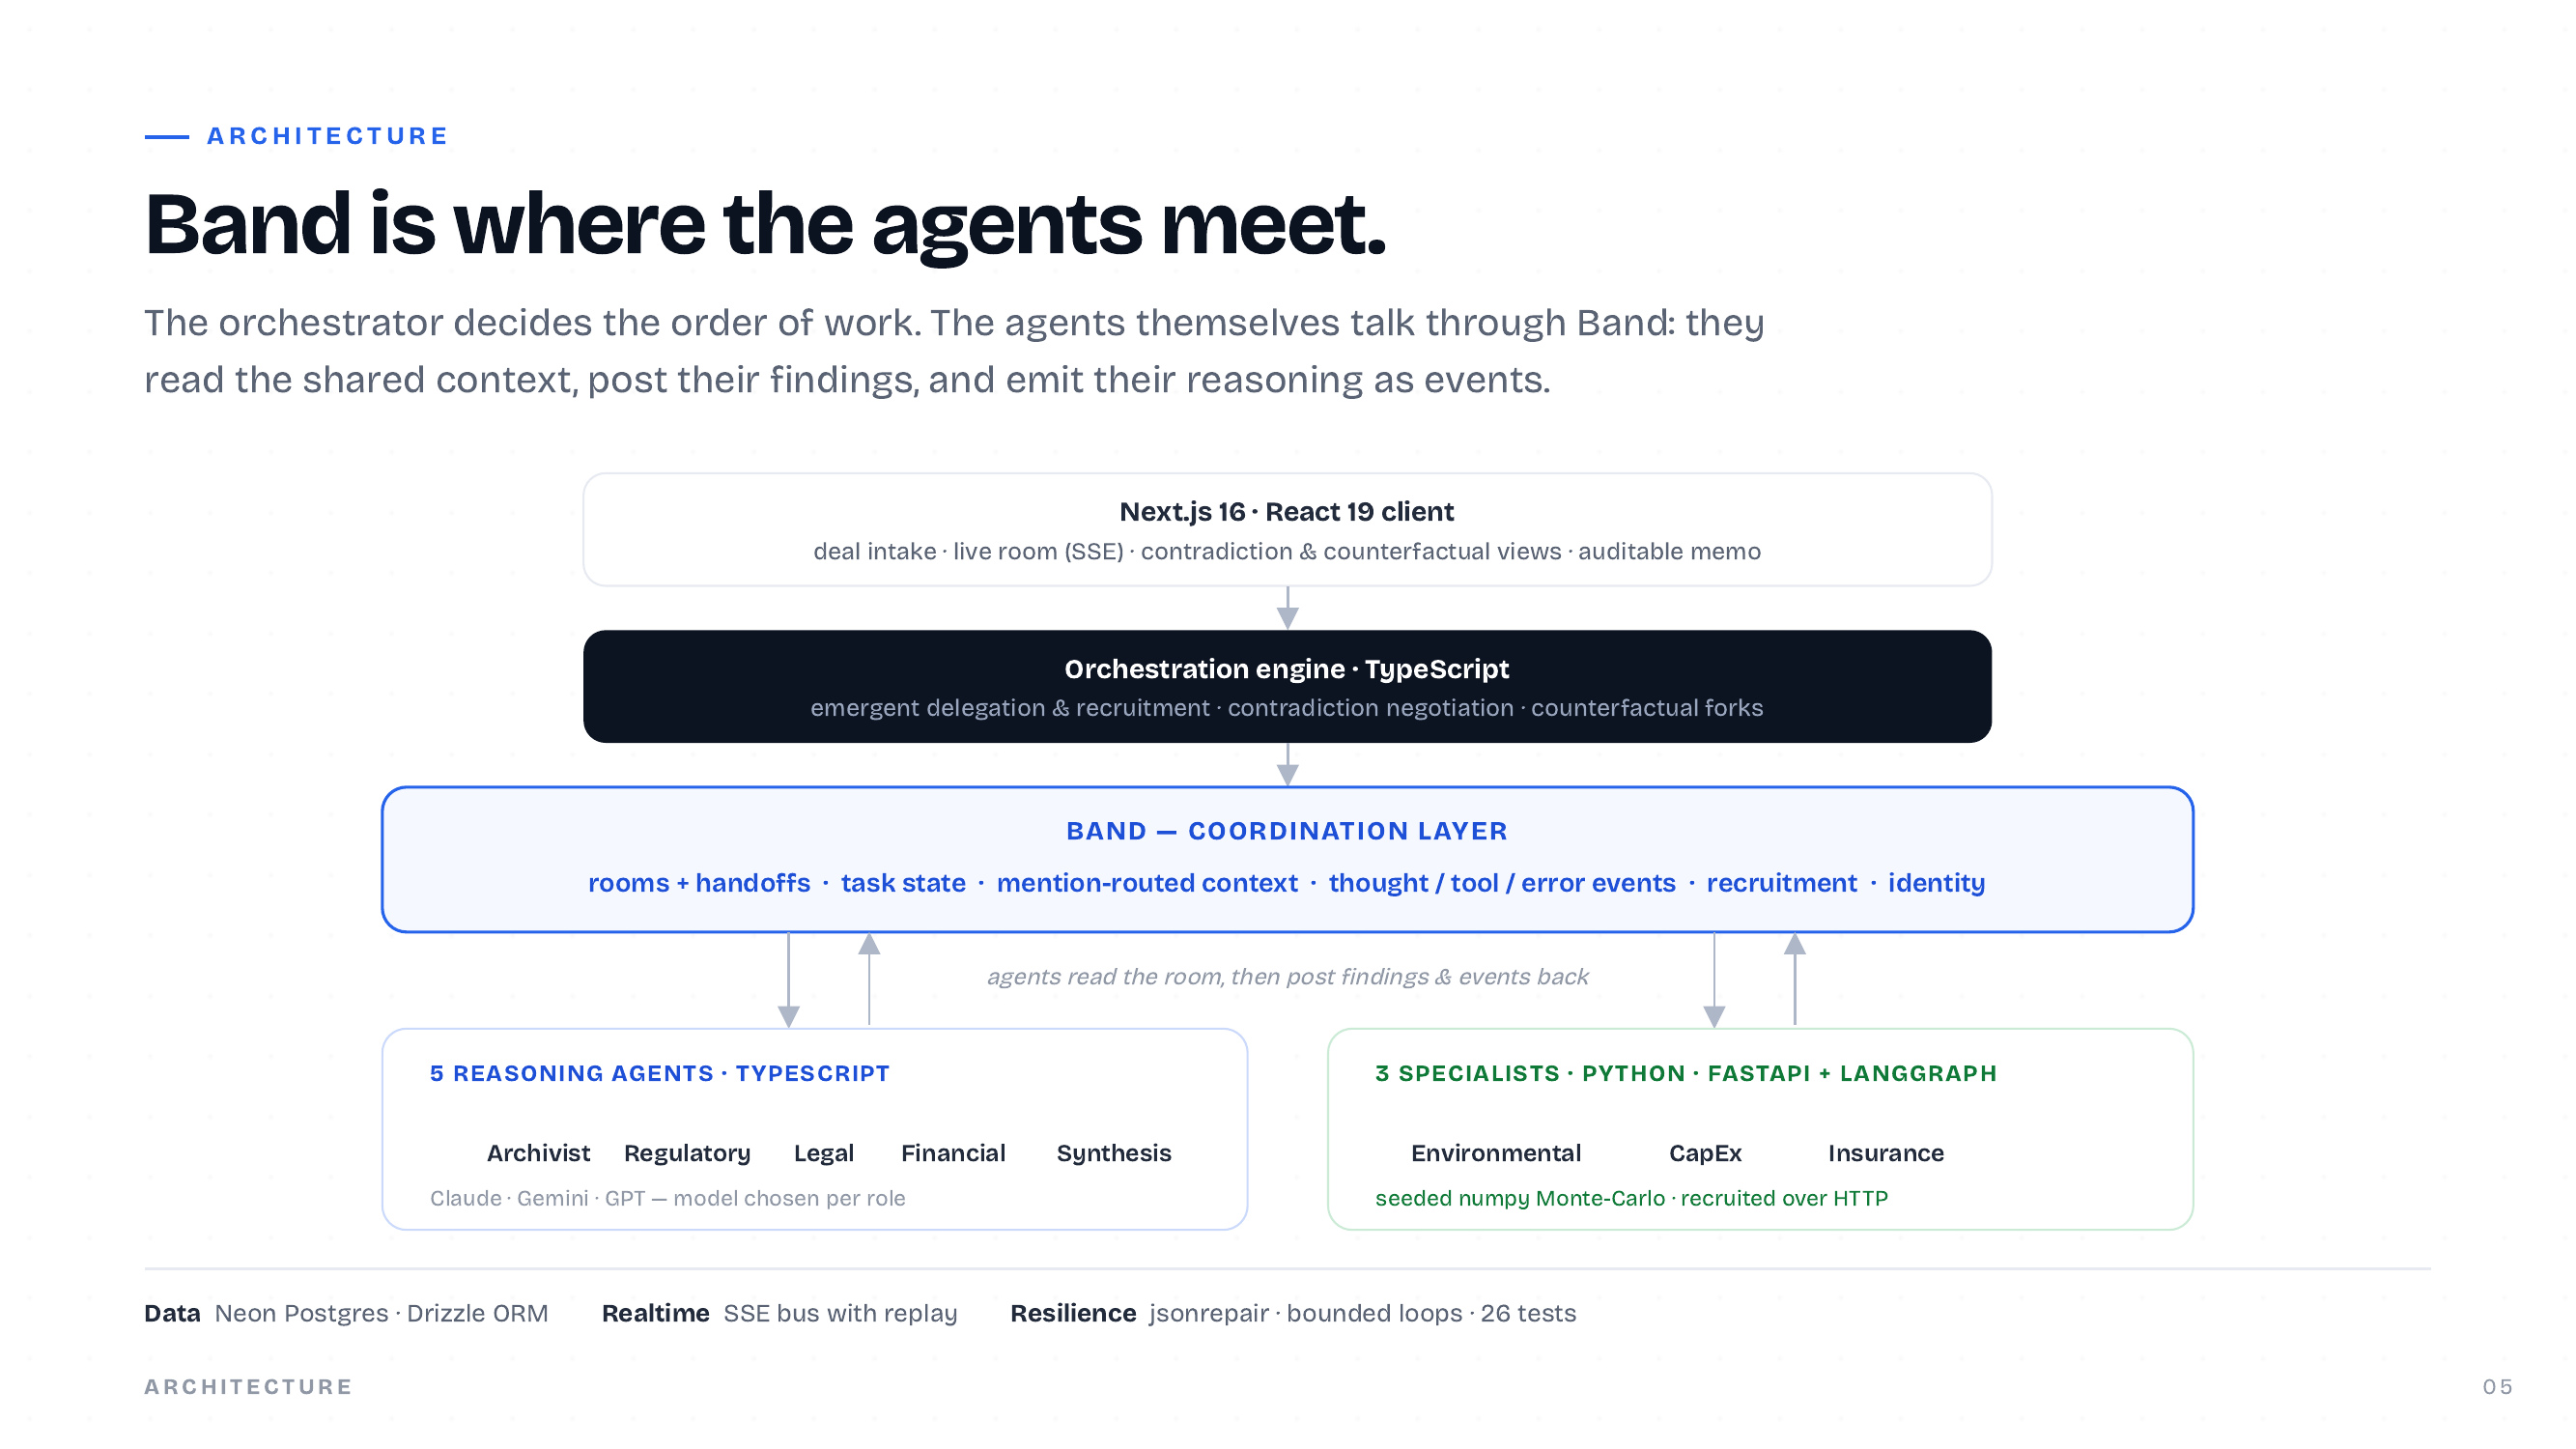 ARCHITECTURE
Band is where the agents meet.
The orchestrator decides the order of work. The agents themselves talk through Band: they
read the shared context, post their findings, and emit their reasoning as events.
Next.js 16 · React 19 client
deal intake · live room (SSE) · contradiction & counterfactual views · auditable memo
Orchestration engine · TypeScript
emergent delegation & recruitment · contradiction negotiation · counterfactual forks
BAND — COORDINATION LAYER
rooms + handoffs · task state · mention-routed context · thought / tool / error events · recruitment · identity
agents read the room, then post findings & events back
5 REASONING AGENTS · TYPESCRIPT
Archivist Regulatory Legal Financial Synthesis
Claude · Gemini · GPT — model chosen per role
3 SPECIALISTS · PYTHON · FASTAPI + LANGGRAPH
Environmental CapEx Insurance
seeded numpy Monte-Carlo · recruited over HTTP
Data Neon Postgres · Drizzle ORM Realtime SSE bus with replay Resilience jsonrepair · bounded loops · 26 tests
ARCHITECTURE
05